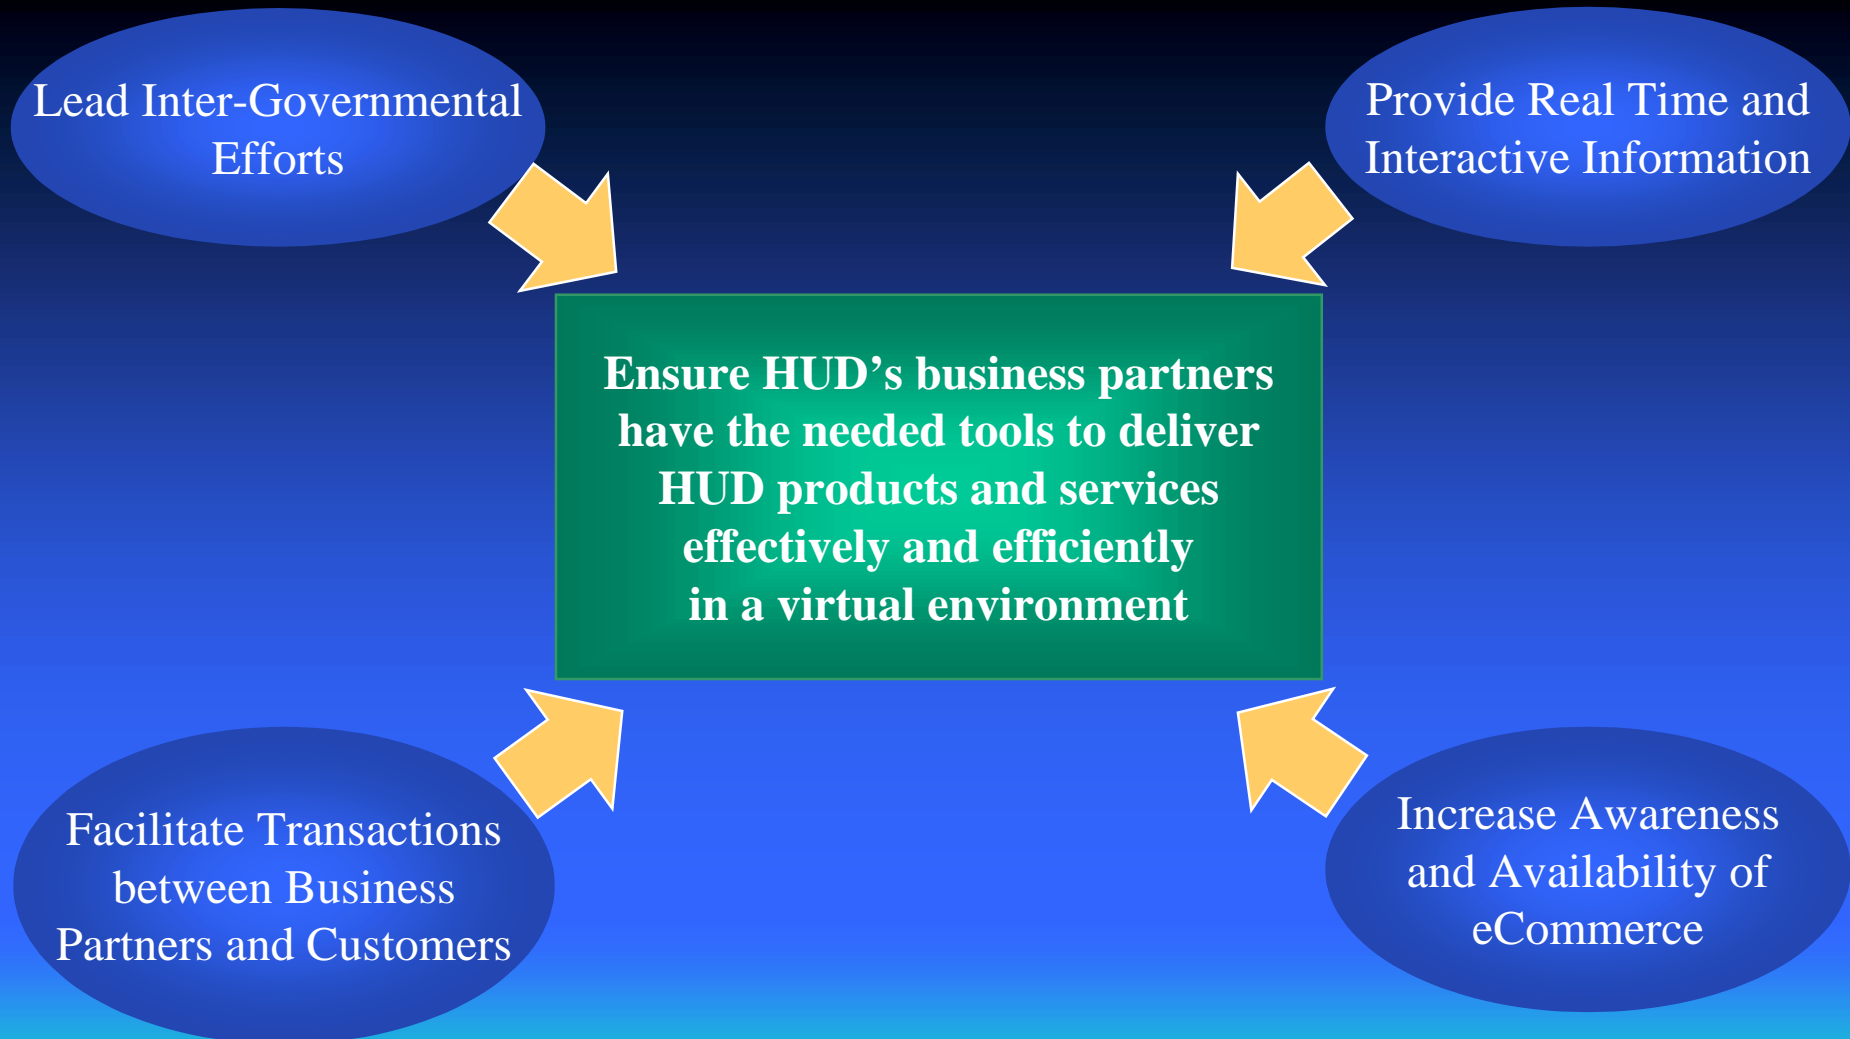 Lead Inter-Governmental
Efforts
Provide Real Time and
Interactive Information
Ensure HUD’s business partners
have the needed tools to deliver
HUD products and services
effectively and efficiently
in a virtual environment
Facilitate Transactions
between Business
Partners and Customers
Increase Awareness
and Availability of
eCommerce